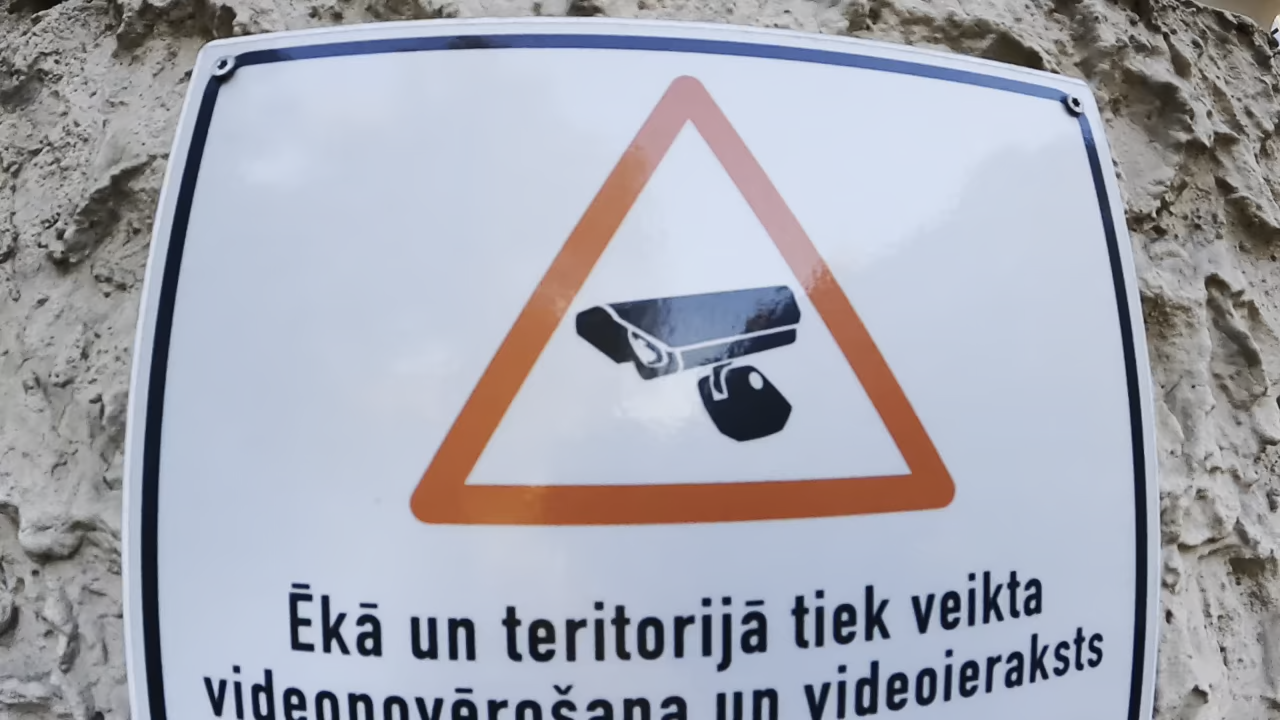 Ēkā un teritorijā tiek veikta
videonovērošana un videoieraksts